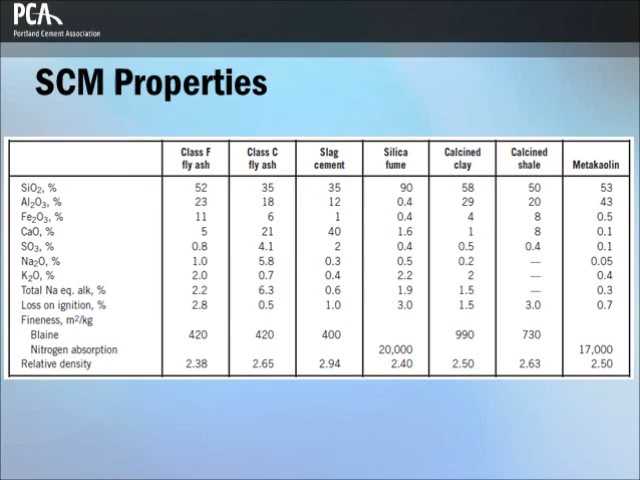 PCA
Portland Cement Association
SCM Properties
Class F fly ash Class C fly ash Slag cement Silica fume Calcined clay Calcined shale Metakaolin
SiO2, % 52 35 35 90 58 50 53
Al2O3, % 23 18 12 0.4 29 20 43
Fe2O3, % 11 6 1 0.4 4 8 0.5
CaO, % 5 21 40 1.6 1 8 0.1
SO3, % 0.8 4.1 2 0.4 0.5 0.4 0.1
Na2O, % 1.0 5.8 0.3 0.5 0.2 — 0.05
K2O, % 2.0 0.7 0.4 2.2 2 — 0.4
Total Na eq. alk, % 2.2 6.3 0.6 1.9 1.5 — 0.3
Loss on ignition, % 2.8 0.5 1.0 3.0 1.5 3.0 0.7
Fineness, m2/kg
Blaine 420 420 400 990 730
Nitrogen absorption 20,000 17,000
Relative density 2.38 2.65 2.94 2.40 2.50 2.63 2.50